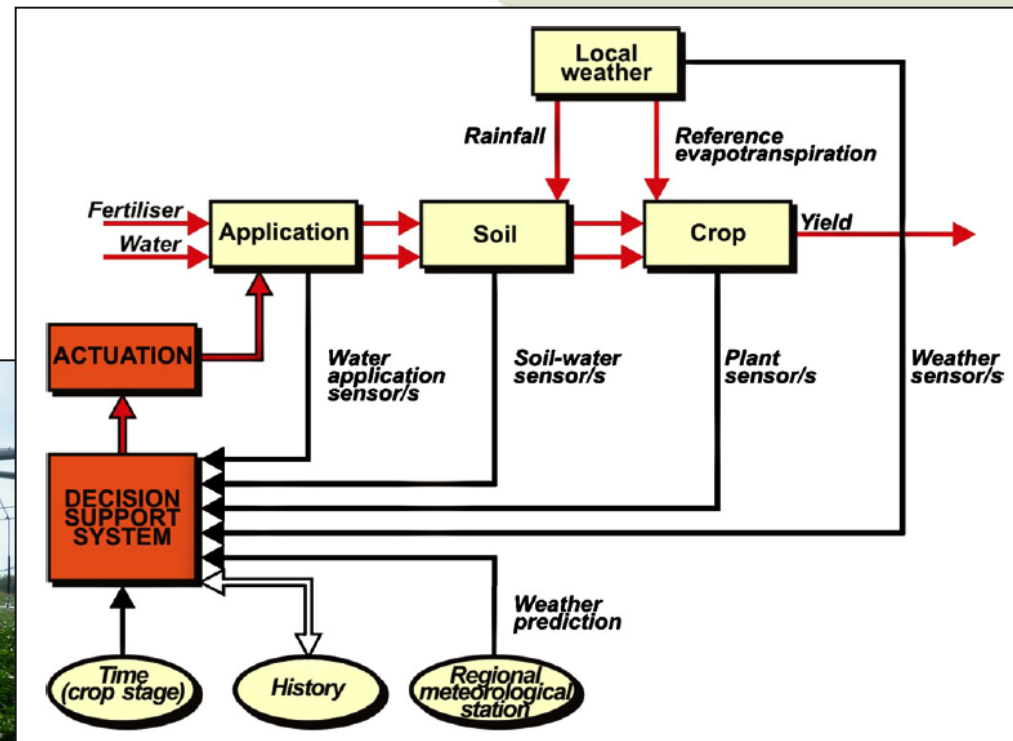 Local
weather
Rainfall
Reference
evapotranspiration
Fertiliser
Water
Application
Soil
Crop
Yield
ACTUATION
Water
application
sensor/s
Soil-water
sensor/s
Plant
sensor/s
Weather
sensor/s
DECISION
SUPPORT
SYSTEM
Weather
prediction
Time
(crop stage)
History
Regional
meteorological
station